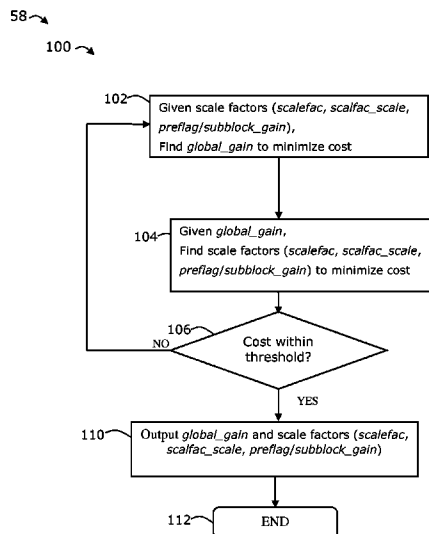 58
100
102
Given scale factors (scalefac, scalfac_scale,
preflag/subblock_gain),
Find global_gain to minimize cost
104
Given global_gain,
Find scale factors (scalefac, scalfac_scale,
preflag/subblock_gain) to minimize cost
106
Cost within
threshold?
NO
YES
110
Output global_gain and scale factors (scalefac,
scalfac_scale, preflag/subblock_gain)
112
END